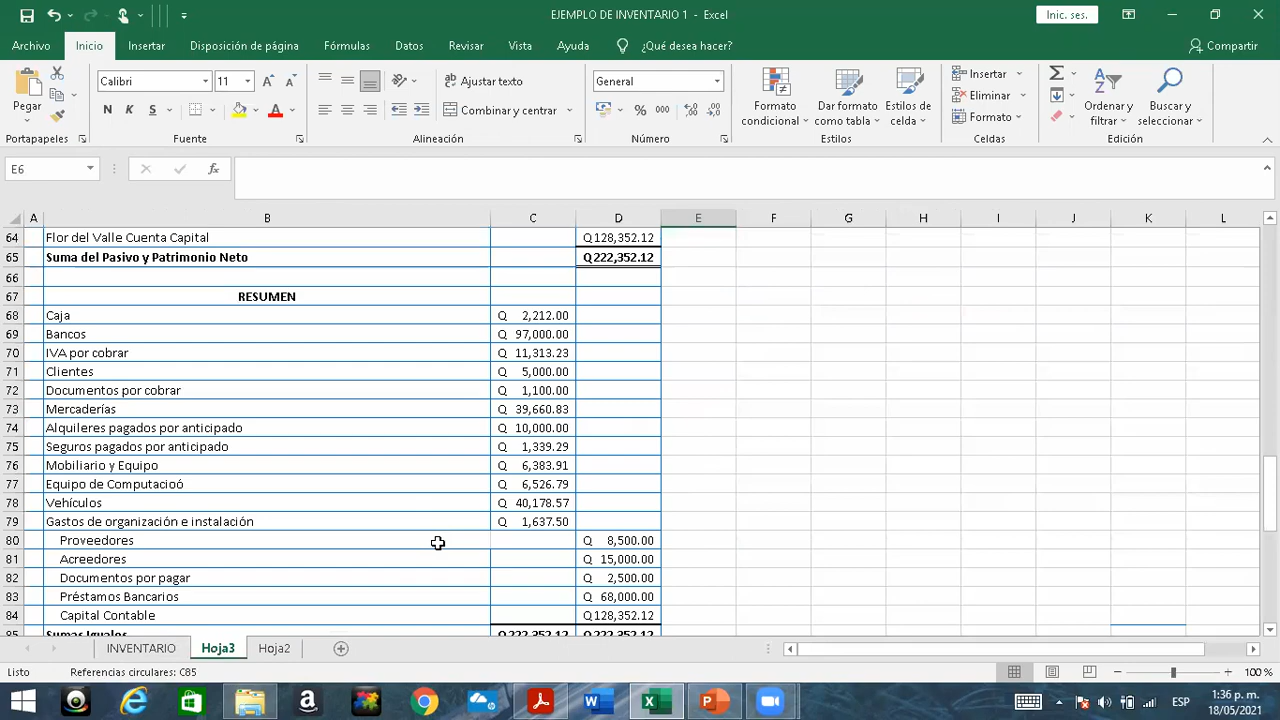 EJEMPLO DE INVENTARIO 1 - Excel
Inic. ses.
Archivo Inicio Insertar Disposición de página Fórmulas Datos Revisar Vista Ayuda ¿Qué desea hacer? Compartir
Pegar
Calibri 11
N K S
Ajustar texto
Combinar y centrar
General
% 000
Formato condicional
Dar formato como tabla
Estilos de celda
Insertar
Eliminar
Formato
Ordenar y filtrar
Buscar y seleccionar
Portapapeles Fuente Alineación Número Estilos Celdas Edición
E6 fx
A B C D E F G H I J K L
64 Flor del Valle Cuenta Capital Q128,352.12
65 Suma del Pasivo y Patrimonio Neto Q222,352.12
66
67 RESUMEN
68 Caja Q 2,212.00
69 Bancos Q 97,000.00
70 IVA por cobrar Q 11,313.23
71 Clientes Q 5,000.00
72 Documentos por cobrar Q 1,100.00
73 Mercaderías Q 39,660.83
74 Alquileres pagados por anticipado Q 10,000.00
75 Seguros pagados por anticipado Q 1,339.29
76 Mobiliario y Equipo Q 6,383.91
77 Equipo de Computacioó Q 6,526.79
78 Vehículos Q 40,178.57
79 Gastos de organización e instalación Q 1,637.50
80 Proveedores Q 8,500.00
81 Acreedores Q 15,000.00
82 Documentos por pagar Q 2,500.00
83 Préstamos Bancarios Q 68,000.00
84 Capital Contable Q128,352.12
85 Sumas Iguales Q222,352.12 Q222,352.12
INVENTARIO Hoja3 Hoja2
Listo Referencias circulares: C85 100 %
ESP
1:36 p. m.
18/05/2021